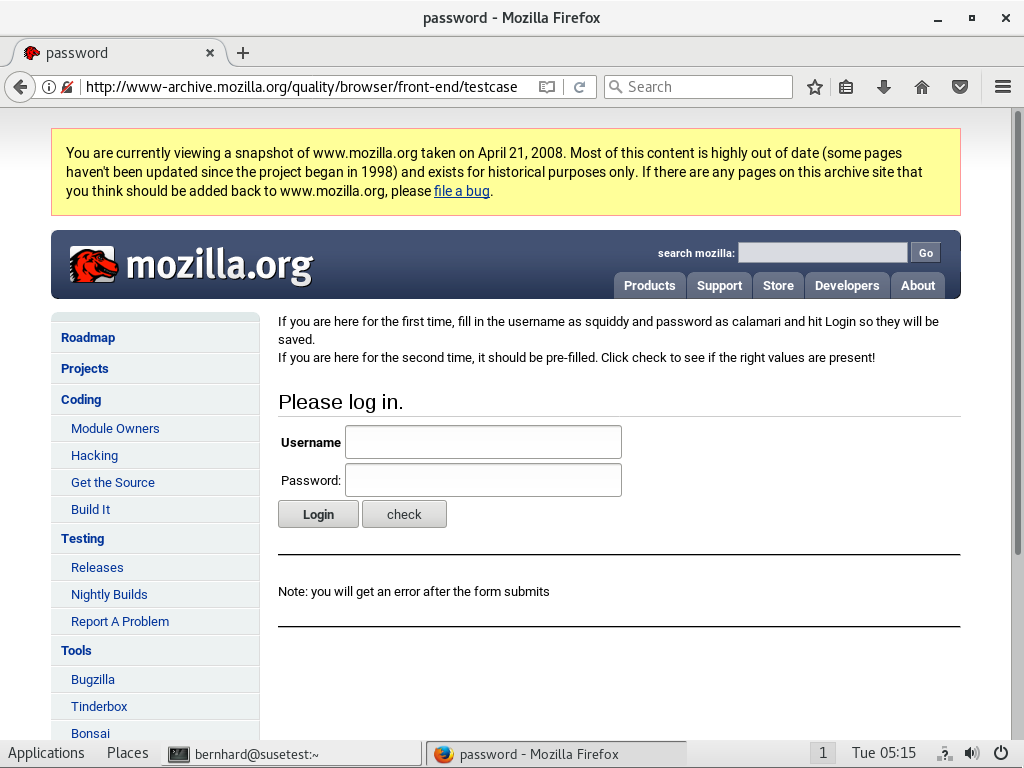 password - Mozilla Firefox
password
http://www-archive.mozilla.org/quality/browser/front-end/testcase
Search
You are currently viewing a snapshot of www.mozilla.org taken on April 21, 2008. Most of this content is highly out of date (some pages
haven't been updated since the project began in 1998) and exists for historical purposes only. If there are any pages on this archive site that
you think should be added back to www.mozilla.org, please file a bug.
mozilla.org
search mozilla:
Go
Products
Support
Store
Developers
About
Roadmap
Projects
Coding
Module Owners
Hacking
Get the Source
Build It
Testing
Releases
Nightly Builds
Report A Problem
Tools
Bugzilla
Tinderbox
Bonsai
If you are here for the first time, fill in the username as squiddy and password as calamari and hit Login so they will be
saved.
If you are here for the second time, it should be pre-filled. Click check to see if the right values are present!
Please log in.
Username
Password:
Login
check
Note: you will get an error after the form submits
Applications
Places
bernhard@susetest:~
password - Mozilla Firefox
1
Tue 05:15